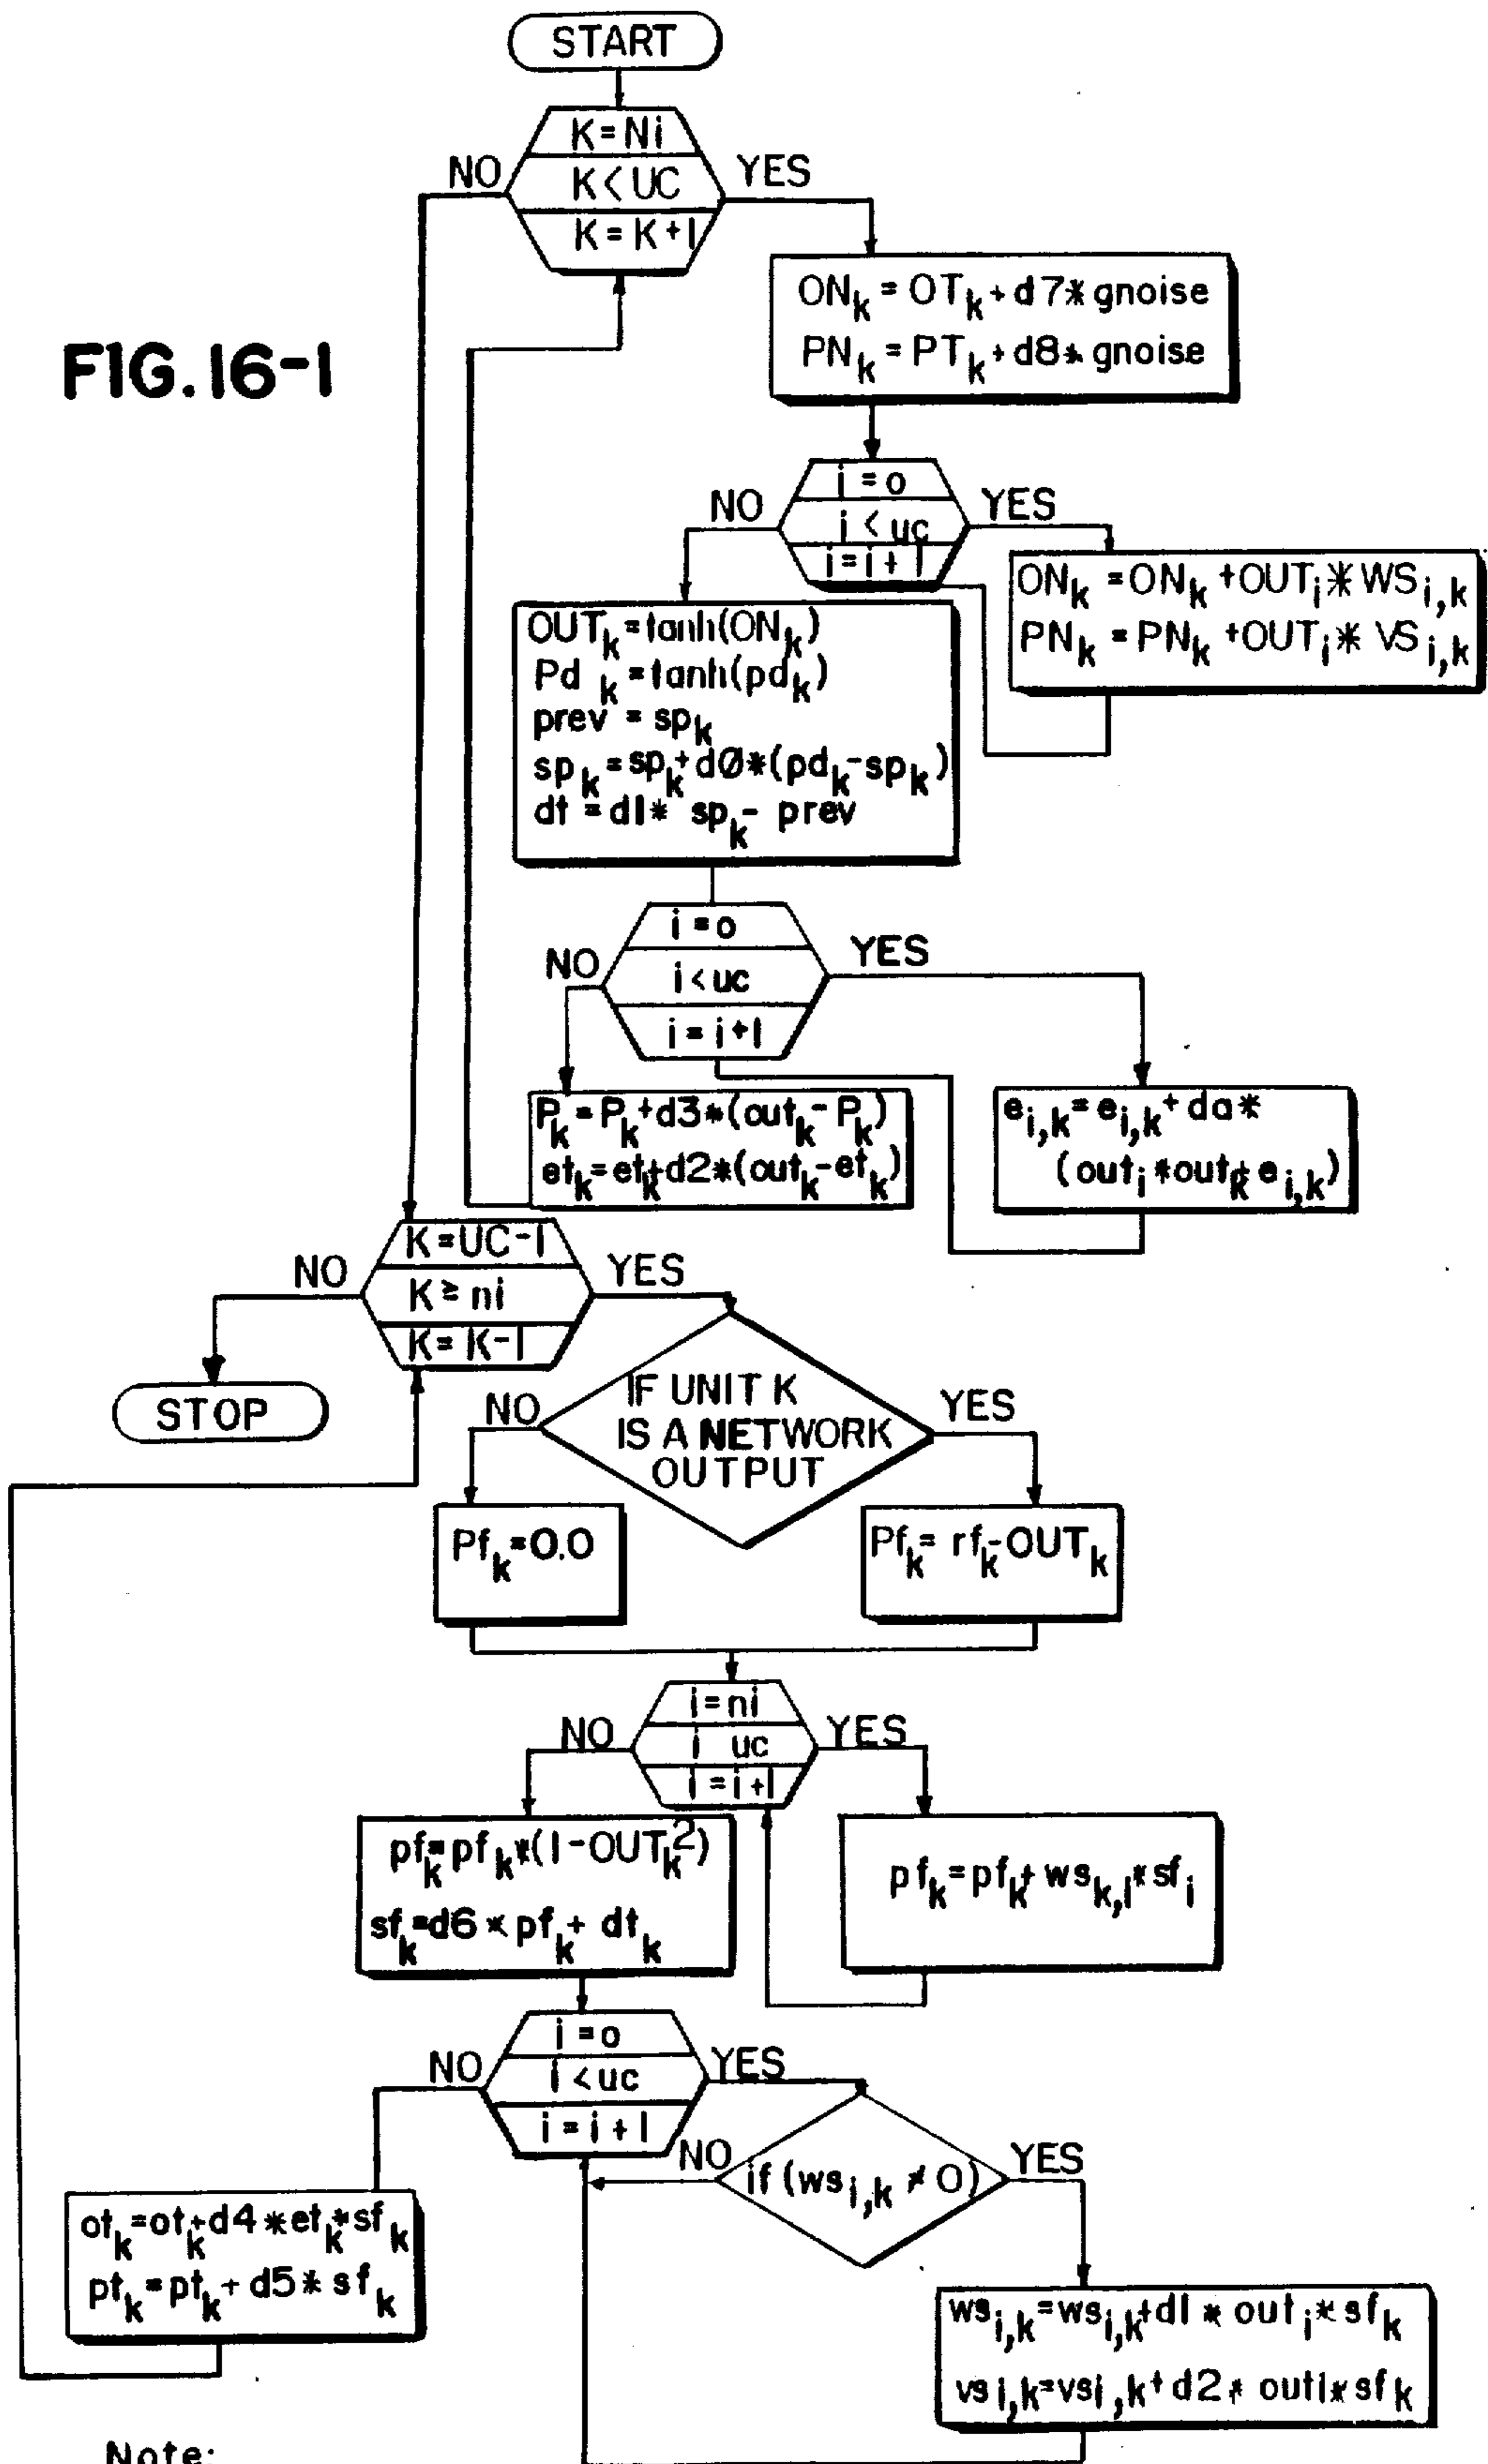 START
K=Ni
NO
K<UC
YES
K=K+1
FIG.16-1
ON_k=OT_k+d7*gnoise
PN_k=PT_k+d8*gnoise
i=o
NO
i<uc
YES
i=i+1
ON_k=ON_k+OUT_i*WS_i,k
PN_k=PN_k+OUT_i*VS_i,k
OUT_k=tanh(ON_k)
Pd_k=tanh(pd_k)
prev=sp_k
sp_k=sp_k+dØ*(pd_k-sp_k)
dt=d1* sp_k- prev
i=o
NO
i<uc
YES
i=i+1
P_k=P_k+d3*(out_k-P_k)
et_k=et_k+d2*(out_k-et_k)
e_i,k=e_i,k+da*
(out_i*out_k-e_i,k)
K=UC-1
NO
K≥ni
YES
K=K-1
STOP
IF UNIT K
IS A NETWORK
OUTPUT
NO
YES
Pf_k=0.0
Pf_k=rf_k-OUT_k
i=ni
NO
i uc
YES
i=i+1
pf_k=pf_k*(1-OUT_k^2)
sf_k=d6*pf_k+dt_k
pf_k=pf_k+ws_k,i*sf_i
i=o
NO
i<uc
YES
i=i+1
NO
if(ws_i,k≠0)
YES
ot_k=ot_k+d4*et_k*sf_k
pt_k=pt_k+d5*sf_k
ws_i,k=ws_i,k+d1*out_i*sf_k
vs_i,k=vs_i,k+d2*outi*sf_k
Note: